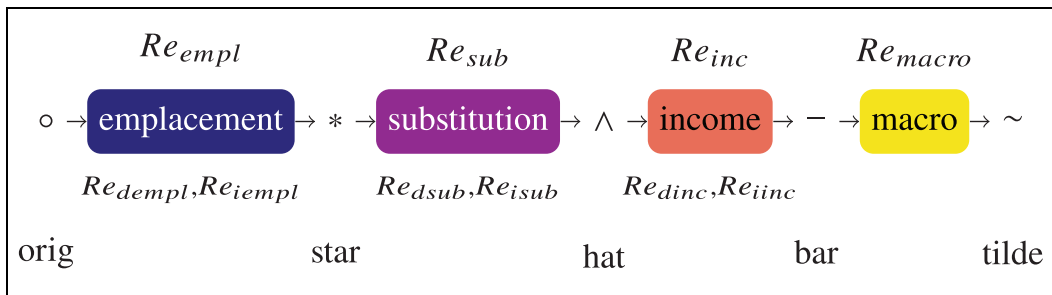 Re_empl Re_sub Re_inc Re_macro
∘ → emplacement → * → substitution → ∧ → income → − → macro → ∼
Re_dempl,Re_iempl Re_dsub,Re_isub Re_dinc,Re_iinc
orig star hat bar tilde